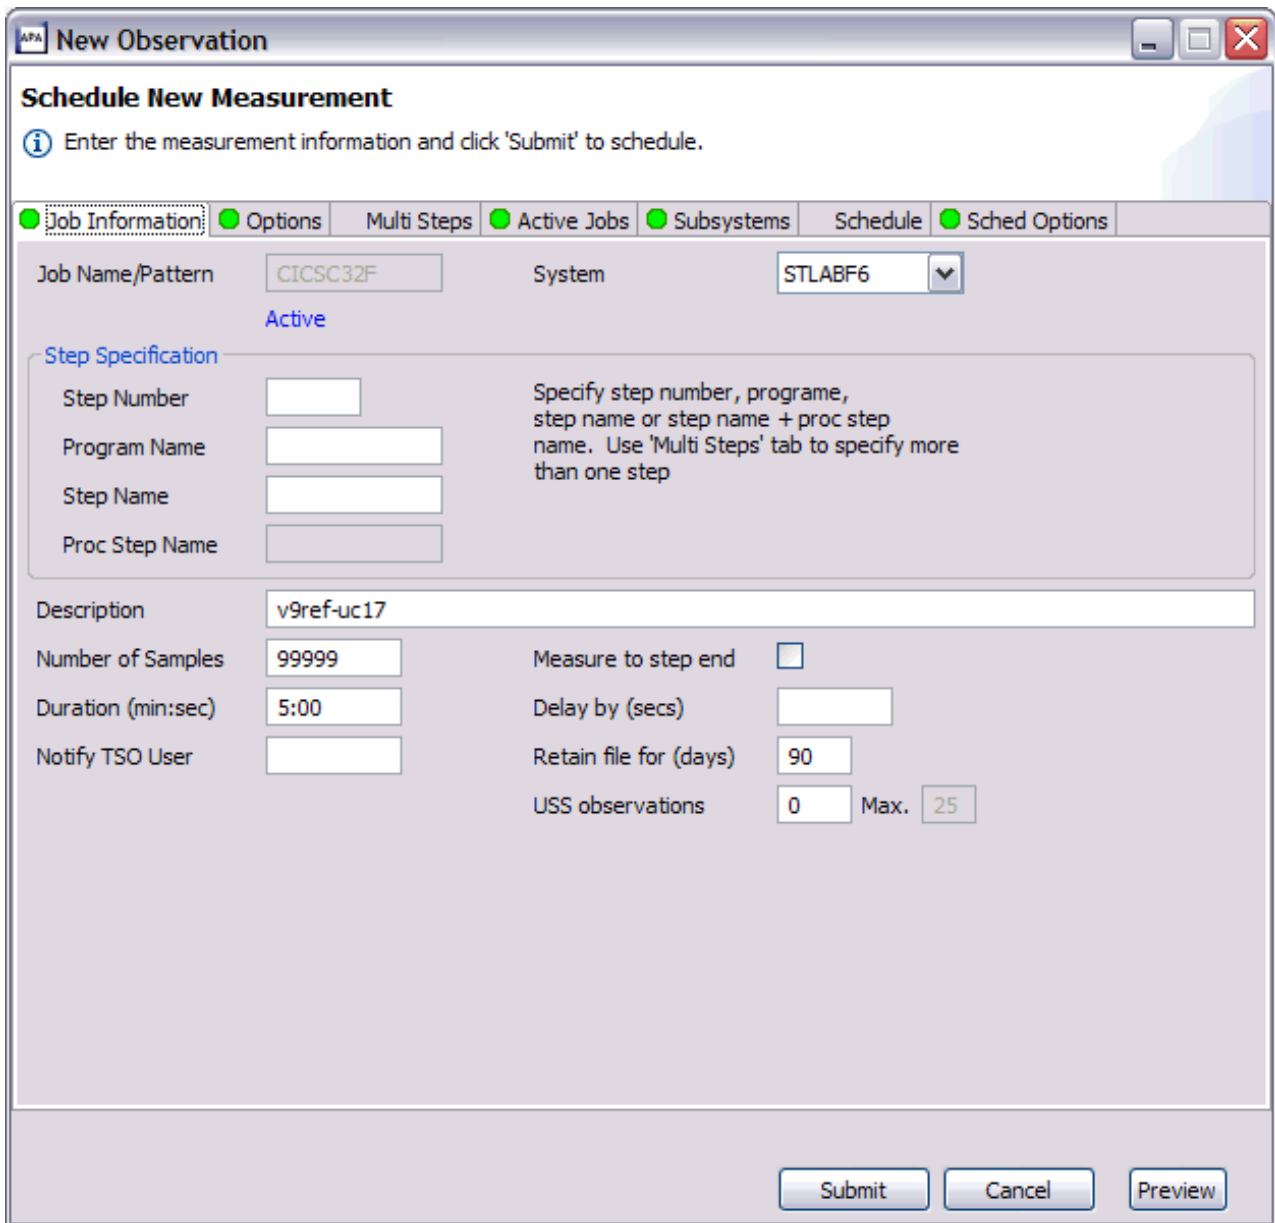 APA New Observation
Schedule New Measurement
Enter the measurement information and click 'Submit' to schedule.
Job Information Options Multi Steps Active Jobs Subsystems Schedule Sched Options
Job Name/Pattern CICSC32F System STLABF6
Active
Step Specification
Step Number
Program Name
Step Name
Proc Step Name
Specify step number, programe,
step name or step name + proc step
name. Use 'Multi Steps' tab to specify more
than one step
Description v9ref-uc17
Number of Samples 99999 Measure to step end
Duration (min:sec) 5:00 Delay by (secs)
Notify TSO User Retain file for (days) 90
USS observations 0 Max. 25
Submit Cancel Preview